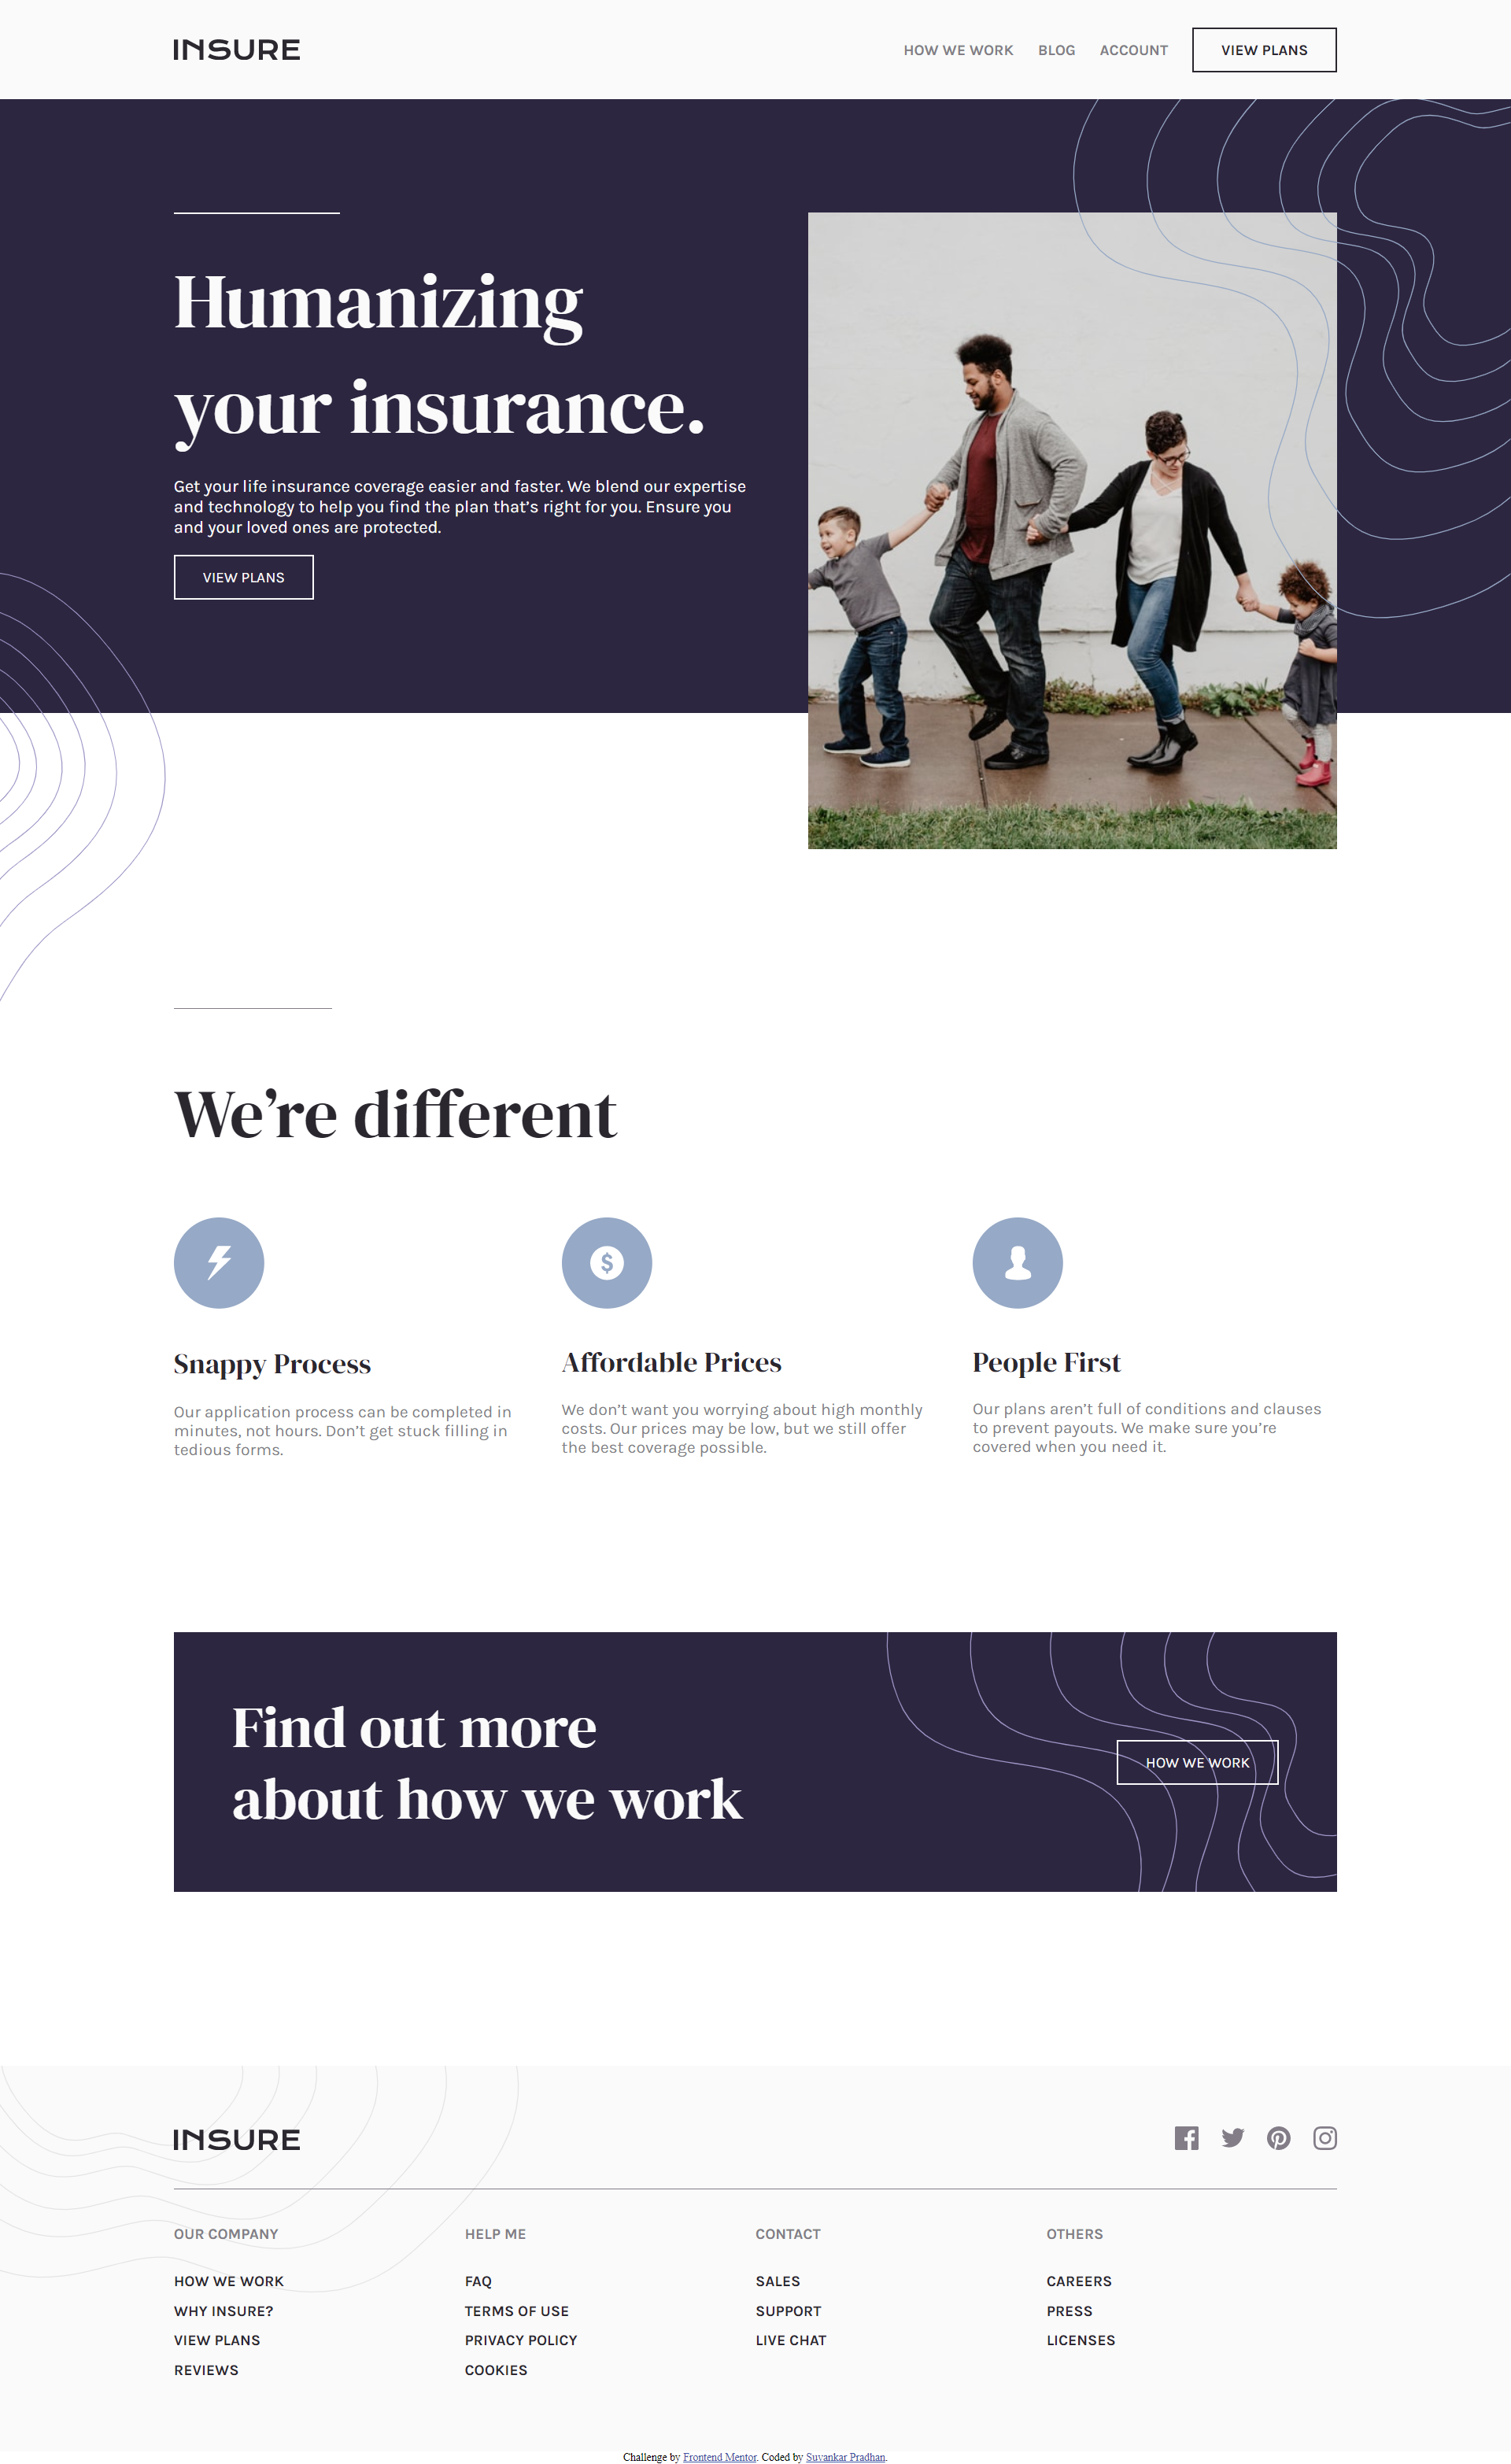 INSURE
HOW WE WORK BLOG ACCOUNT VIEW PLANS
Humanizing
your insurance.
Get your life insurance coverage easier and faster. We blend our expertise
and technology to help you find the plan that’s right for you. Ensure you
and your loved ones are protected.
VIEW PLANS
We’re different
Snappy Process
Our application process can be completed in
minutes, not hours. Don’t get stuck filling in
tedious forms.
Affordable Prices
We don’t want you worrying about high monthly
costs. Our prices may be low, but we still offer
the best coverage possible.
People First
Our plans aren’t full of conditions and clauses
to prevent payouts. We make sure you’re
covered when you need it.
Find out more
about how we work
HOW WE WORK
INSURE
OUR COMPANY
HOW WE WORK
WHY INSURE?
VIEW PLANS
REVIEWS
HELP ME
FAQ
TERMS OF USE
PRIVACY POLICY
COOKIES
CONTACT
SALES
SUPPORT
LIVE CHAT
OTHERS
CAREERS
PRESS
LICENSES
Challenge by Frontend Mentor. Coded by Suvankar Pradhan.